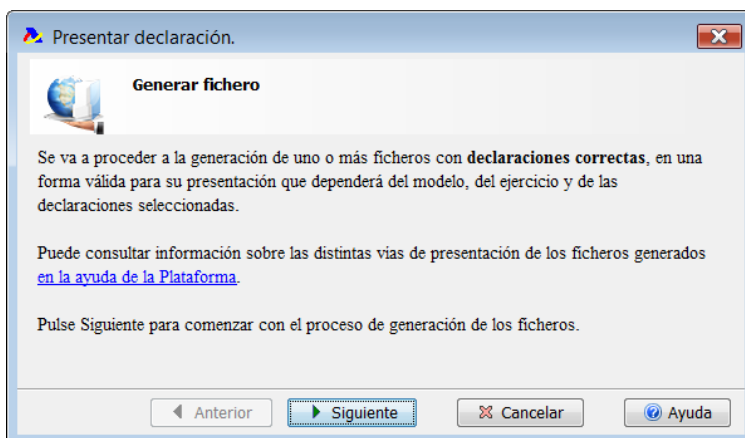 Presentar declaración.
Generar fichero
Se va a proceder a la generación de uno o más ficheros con declaraciones correctas, en una
forma válida para su presentación que dependerá del modelo, del ejercicio y de las
declaraciones seleccionadas.
Puede consultar información sobre las distintas vias de presentación de los ficheros generados
en la ayuda de la Plataforma.
Pulse Siguiente para comenzar con el proceso de generación de los ficheros.
Anterior Siguiente Cancelar Ayuda